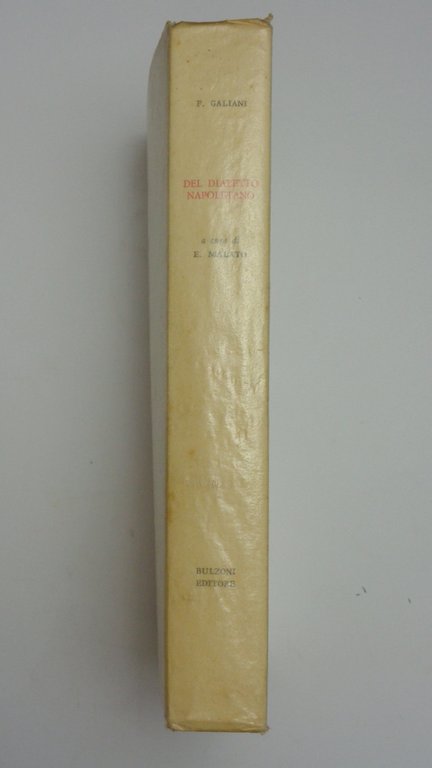 F. GALIANI
DEL DIALETTO
NAPOLETANO
a cura di
E. MALATO
BULZONI
EDITORE